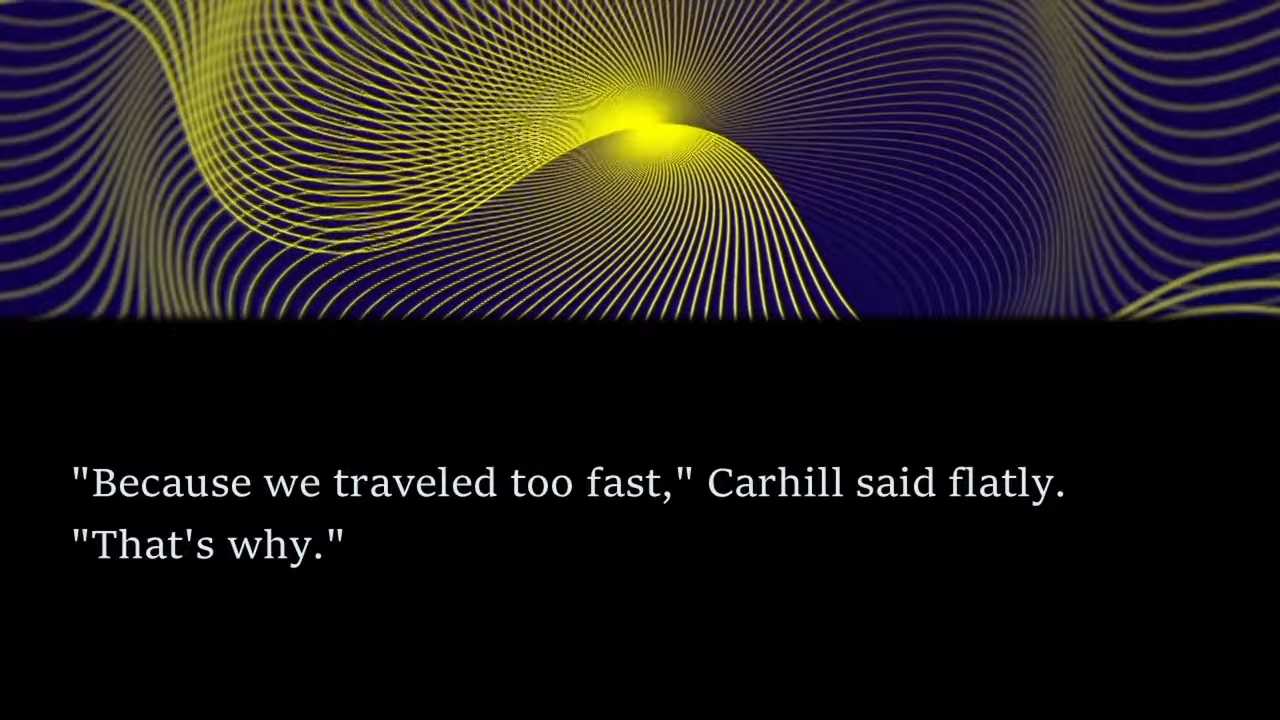 "Because we traveled too fast," Carhill said flatly.
"That's why."